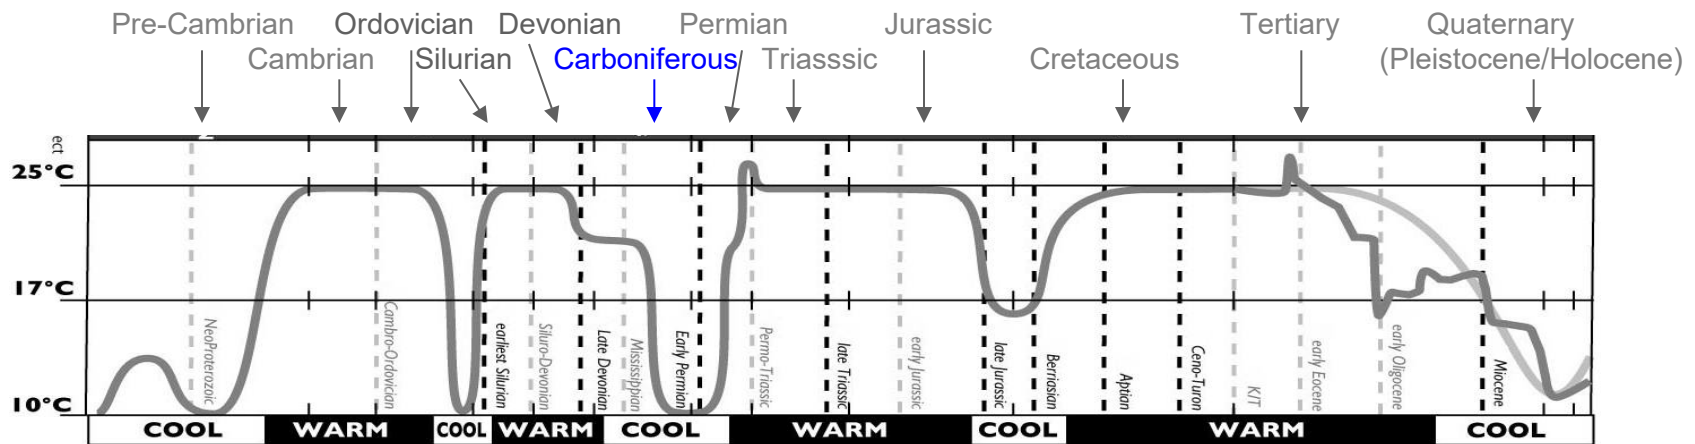 Pre-Cambrian Ordovician Devonian Permian Jurassic Tertiary Quaternary
Cambrian Silurian Carboniferous Triasssic Cretaceous (Pleistocene/Holocene)
ect
25°C
17°C
10°C
NeoProterozoic
Cambro-Ordovician
earliest Silurian
Siluro-Devonian
Late Devonian
Mississippian
Early Permian
Permo-Triassic
late Triassic
early Jurassic
late Jurassic
Berriasian
Aptian
Ceno-Turon
K/T
early Eocene
early Oligocene
Miocene
COOL WARM COOL WARM COOL WARM COOL WARM COOL